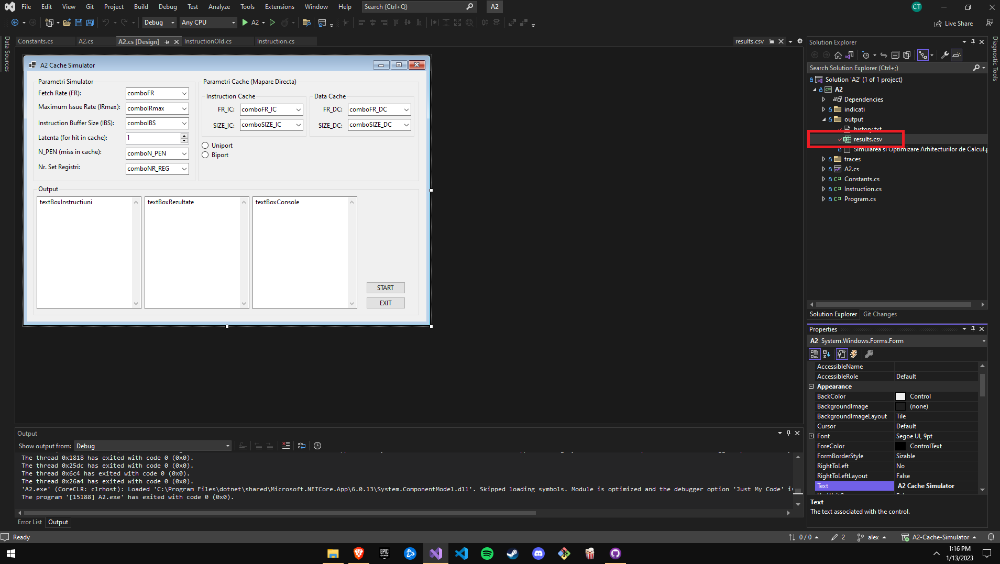 File Edit View Git Project Build Debug Test Analyze Tools Extensions Window Help Search (Ctrl+Q) A2 CT
Debug Any CPU A2 Live Share
Data Sources
Constants.cs A2.cs A2.cs [Design] InstructionOld.cs Instruction.cs results.csv
A2 Cache Simulator
Parametri Simulator
Fetch Rate (FR): comboFR
Maximum Issue Rate (IRmax): comboIRmax
Instruction Buffer Size (IBS): comboIBS
Latenta (for hit in cache): 1
N_PEN (miss in cache): comboN_PEN
Nr. Set Registri: comboNR_REG
Parametri Cache (Mapare Directa)
Instruction Cache
FR_IC: comboFR_IC
SIZE_IC: comboSIZE_IC
Data Cache
FR_DC: comboFR_DC
SIZE_DC: comboSIZE_DC
Uniport
Biport
Output
textBoxInstructiuni textBoxRezultate textBoxConsole
START
EXIT
Output
Show output from: Debug
The thread 0x1818 has exited with code 0 (0x0).
The thread 0x25dc has exited with code 0 (0x0).
The thread 0x6c4 has exited with code 0 (0x0).
The thread 0x26a4 has exited with code 0 (0x0).
'A2.exe' (CoreCLR: clrhost): Loaded 'C:\Program Files\dotnet\shared\Microsoft.NETCore.App\6.0.13\System.ComponentModel.dll'. Skipped loading symbols. Module is optimized and the debugger option 'Just My Code' is
The program '[15188] A2.exe' has exited with code 0 (0x0).
Error List Output
Solution Explorer
Search Solution Explorer (Ctrl+;)
Solution 'A2' (1 of 1 project)
C# A2
Dependencies
indicati
output
history.txt
results.csv
Simularea si Optimizare Arhitecturilor de Calcul.p
traces
A2.cs
C# Constants.cs
C# Instruction.cs
C# Program.cs
Solution Explorer Git Changes
Diagnostic Tools
Properties
A2 System.Windows.Forms.Form
AccessibleName
AccessibleRole Default
Appearance
BackColor Control
BackgroundImage (none)
BackgroundImageLayout Tile
Cursor Default
Font Segoe UI, 9pt
ForeColor ControlText
FormBorderStyle Sizable
RightToLeft No
RightToLeftLayout False
Text A2 Cache Simulator
Text
The text associated with the control.
Ready 0 / 0 2 alex A2-Cache-Simulator
EPIC GAMES
1:16 PM
1/13/2023